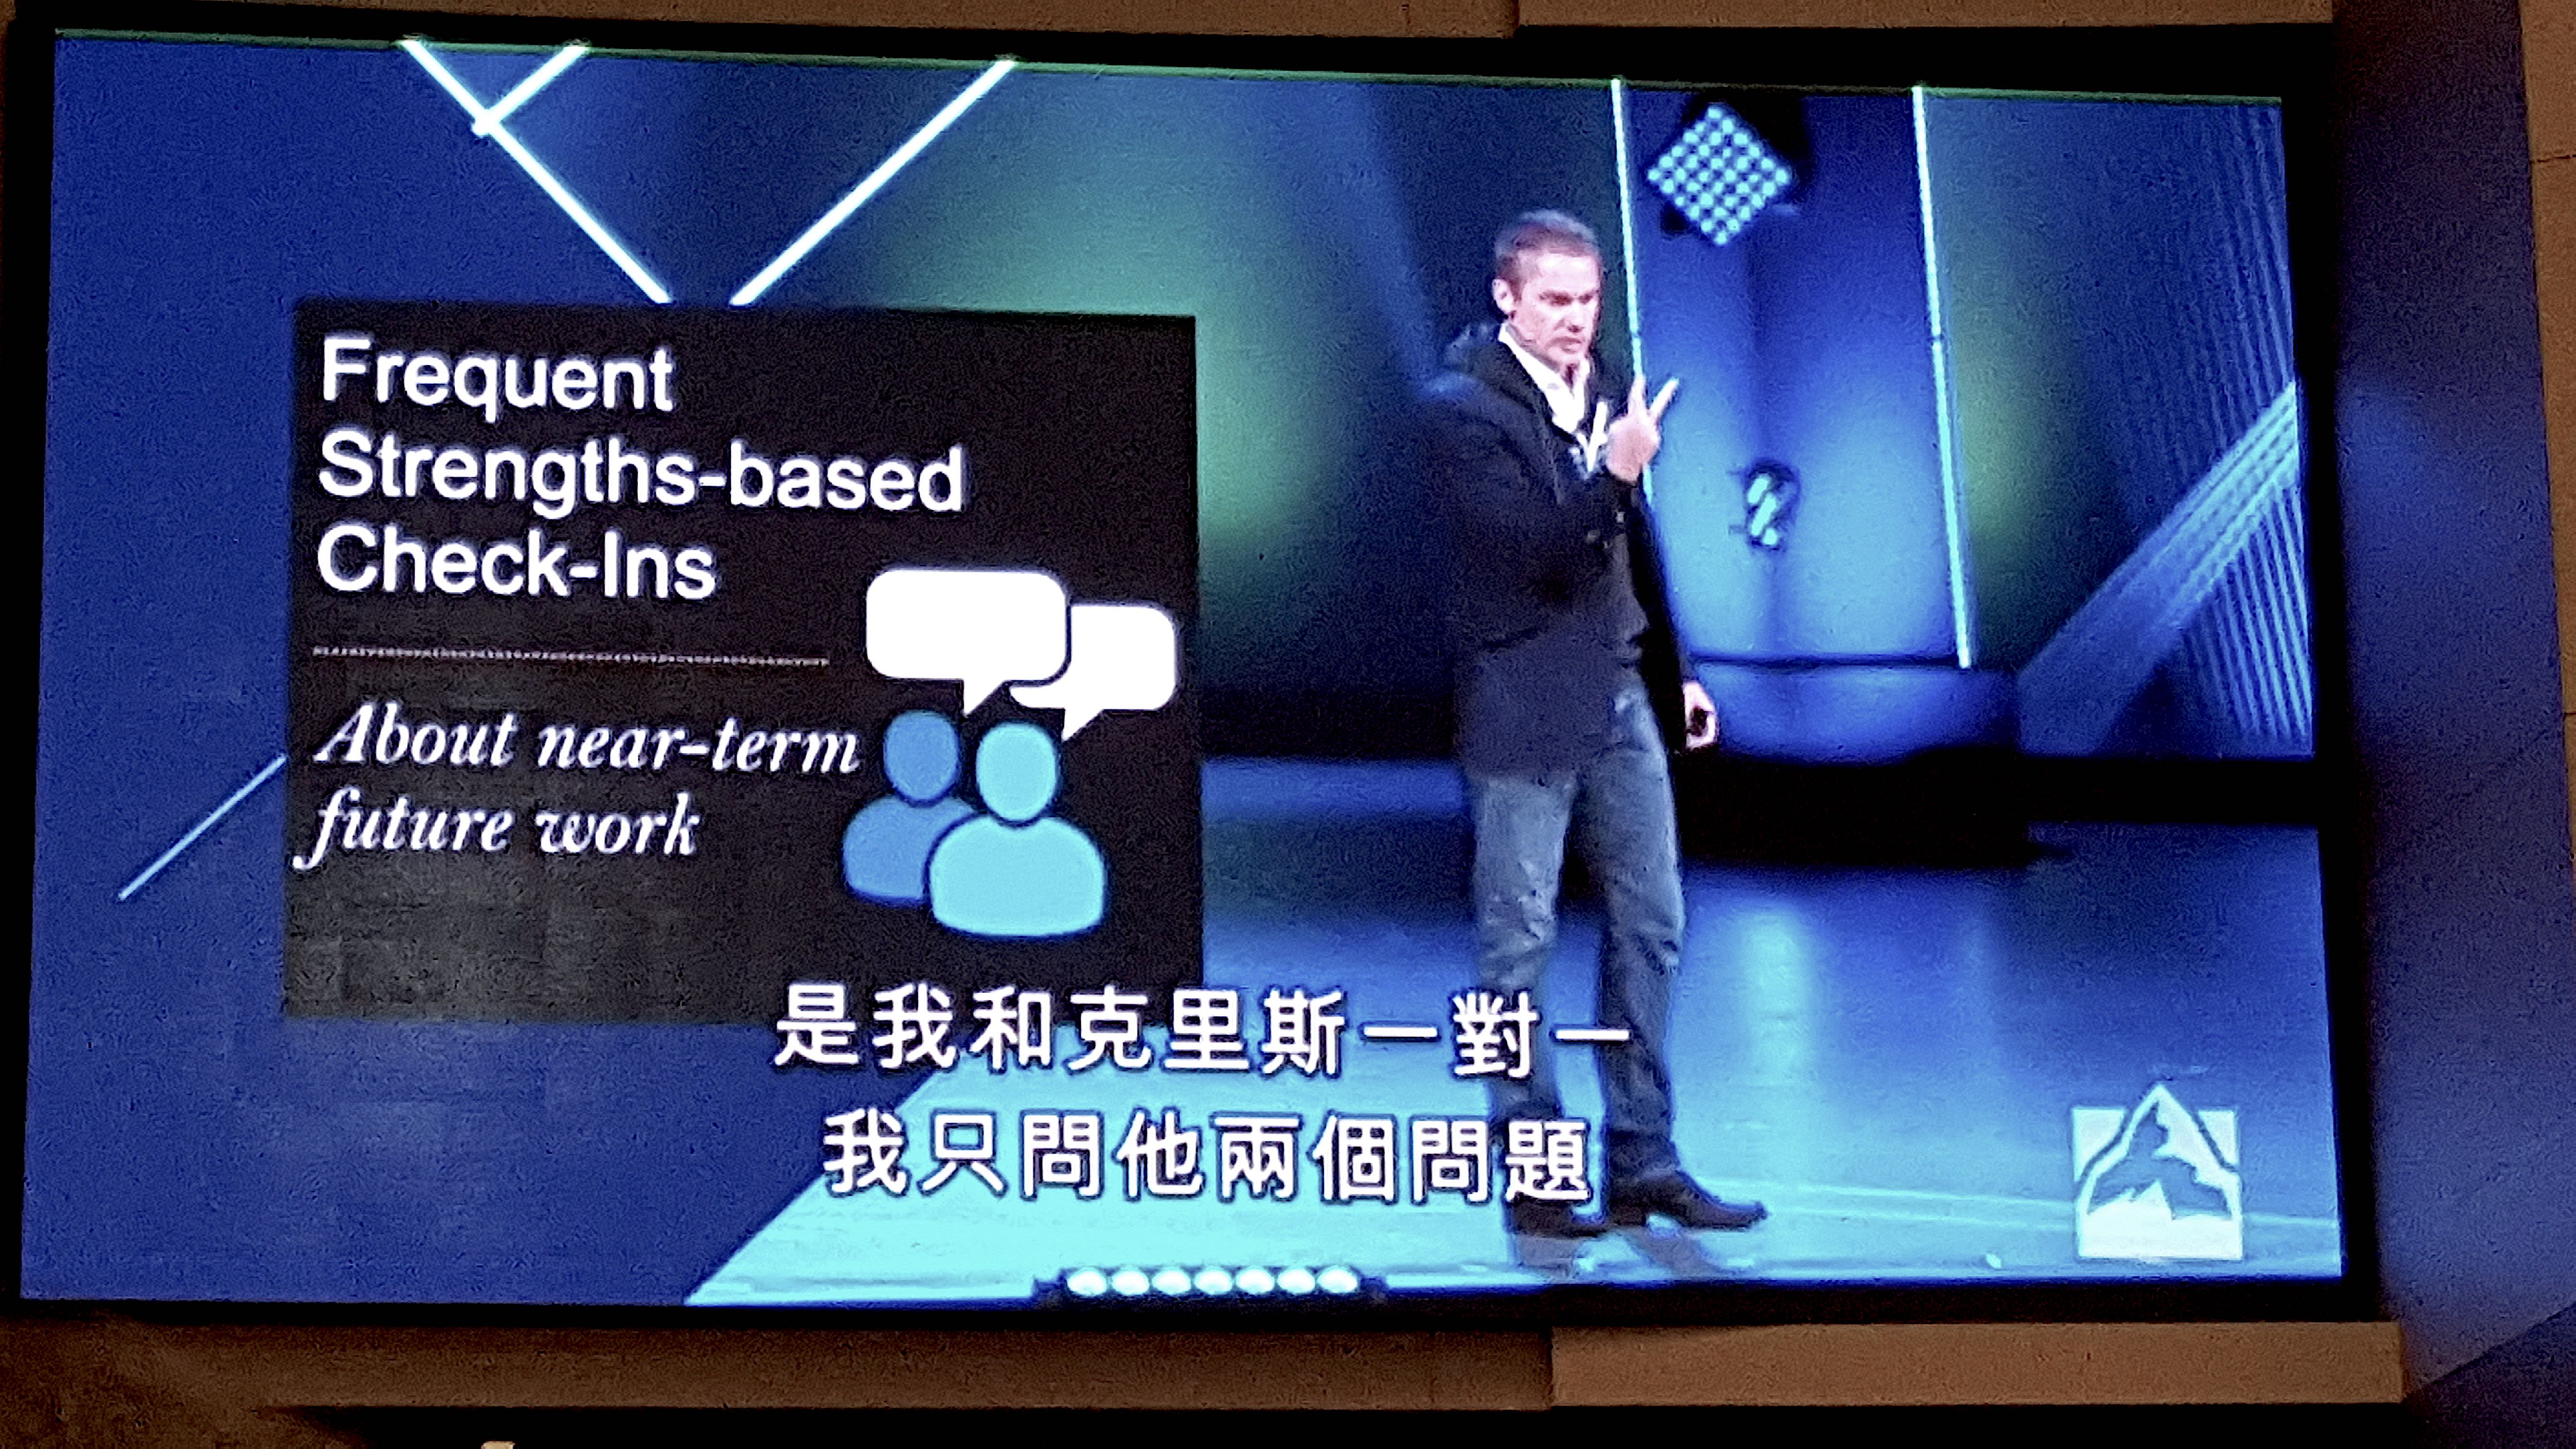 Frequent
Strengths-based
Check-Ins
About near-term
future work
是我和克里斯一對一
我只問他兩個問題